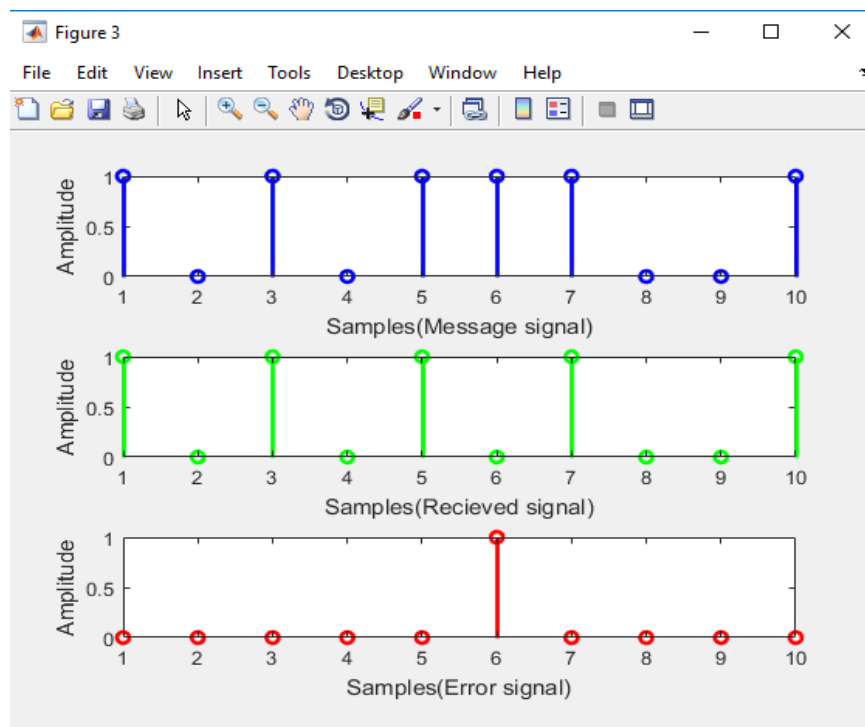 Figure 3
File Edit View Insert Tools Desktop Window Help
Amplitude
1
0.5
0
1 2 3 4 5 6 7 8 9 10
Samples(Message signal)
Amplitude
1
0.5
0
1 2 3 4 5 6 7 8 9 10
Samples(Recieved signal)
Amplitude
1
0.5
0
1 2 3 4 5 6 7 8 9 10
Samples(Error signal)